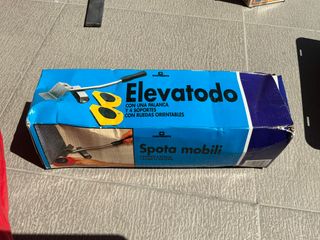 Elevatodo
CON UNA PALANCA
Y 4 SOPORTES
CON RUEDAS ORIENTABLES
Spota mobili